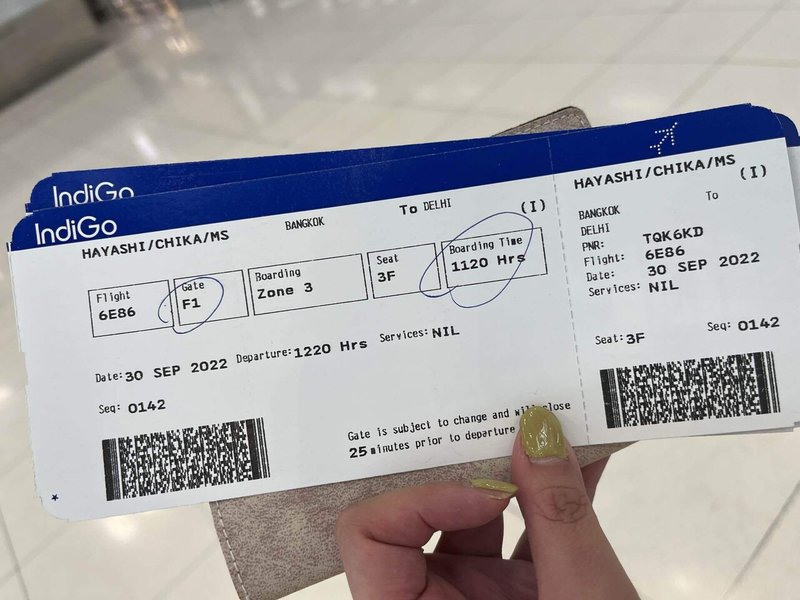 IndiGo
IndiGo
HAYASHI/CHIKA/MS
BANGKOK
To DELHI
(I)
Flight
6E86
Gate
F1
Boarding
Zone 3
Seat
3F
Boarding Time
1120 Hrs
Date: 30 SEP 2022 Departure: 1220 Hrs Services: NIL
Seq: 0142
Gate is subject to change and will close
25 minutes prior to departure
HAYASHI/CHIKA/MS
(I)
BANGKOK To
DELHI
PNR: TQK6KD
Flight: 6E86
Date: 30 SEP 2022
Services: NIL
Seat: 3F Seq: 0142